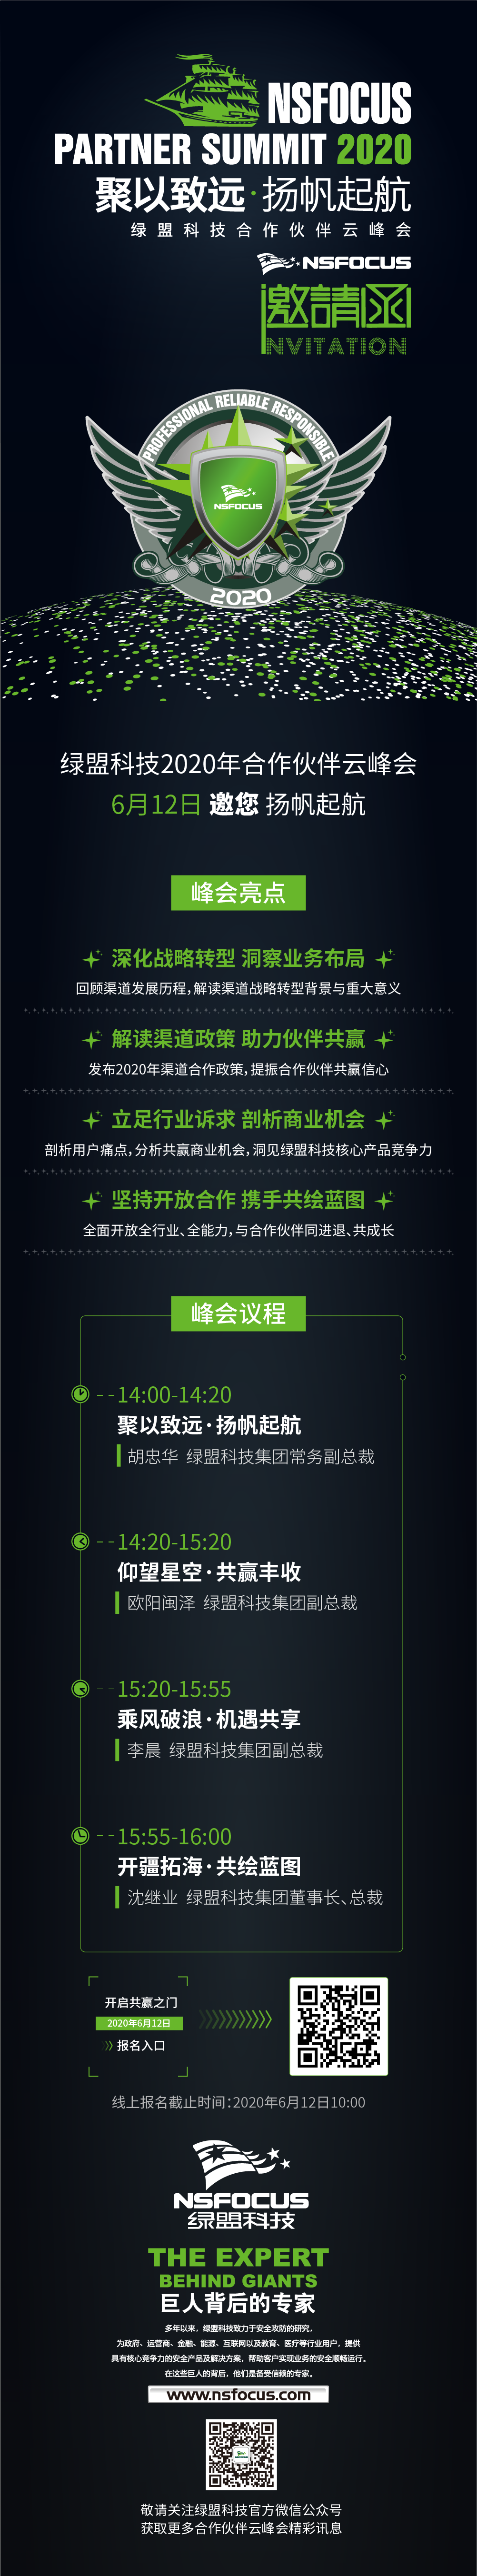 NSFOCUS
PARTNER SUMMIT 2020
聚以致远·扬帆起航
绿盟科技合作伙伴云峰会
NSFOCUS
邀請函
INVITATION
PROFESSIONAL RELIABLE RESPONSIBLE
NSFOCUS
2020
绿盟科技2020年合作伙伴云峰会
6月12日 邀您 扬帆起航
峰会亮点
深化战略转型 洞察业务布局
回顾渠道发展历程,解读渠道战略转型背景与重大意义
解读渠道政策 助力伙伴共赢
发布2020年渠道合作政策,提振合作伙伴共赢信心
立足行业诉求 剖析商业机会
剖析用户痛点,分析共赢商业机会,洞见绿盟科技核心产品竞争力
坚持开放合作 携手共绘蓝图
全面开放全行业、全能力,与合作伙伴同进退、共成长
峰会议程
14:00-14:20
聚以致远·扬帆起航
胡忠华 绿盟科技集团常务副总裁
14:20-15:20
仰望星空·共赢丰收
欧阳闽泽 绿盟科技集团副总裁
15:20-15:55
乘风破浪·机遇共享
李晨 绿盟科技集团副总裁
15:55-16:00
开疆拓海·共绘蓝图
沈继业 绿盟科技集团董事长、总裁
开启共赢之门
2020年6月12日
报名入口
线上报名截止时间:2020年6月12日10:00
NSFOCUS
绿盟科技
THE EXPERT
BEHIND GIANTS
巨人背后的专家
多年以来，绿盟科技致力于安全攻防的研究，
为政府、运营商、金融、能源、互联网以及教育、医疗等行业用户，提供
具有核心竞争力的安全产品及解决方案，帮助客户实现业务的安全顺畅运行。
在这些巨人的背后，他们是备受信赖的专家。
www.nsfocus.com
敬请关注绿盟科技官方微信公众号
获取更多合作伙伴云峰会精彩讯息